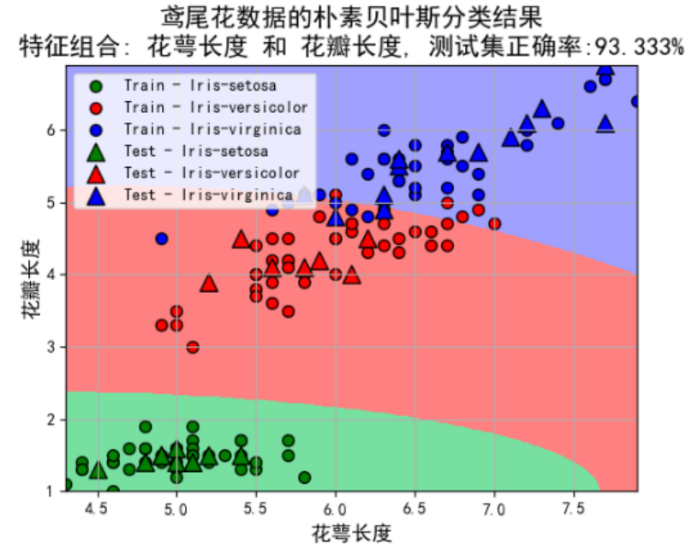 鸢尾花数据的朴素贝叶斯分类结果
特征组合: 花萼长度 和 花瓣长度, 测试集正确率:93.333%
Train - Iris-setosa
Train - Iris-versicolor
Train - Iris-virginica
Test - Iris-setosa
Test - Iris-versicolor
Test - Iris-virginica
花瓣长度
6
5
4
3
2
1
4.5 5.0 5.5 6.0 6.5 7.0 7.5
花萼长度